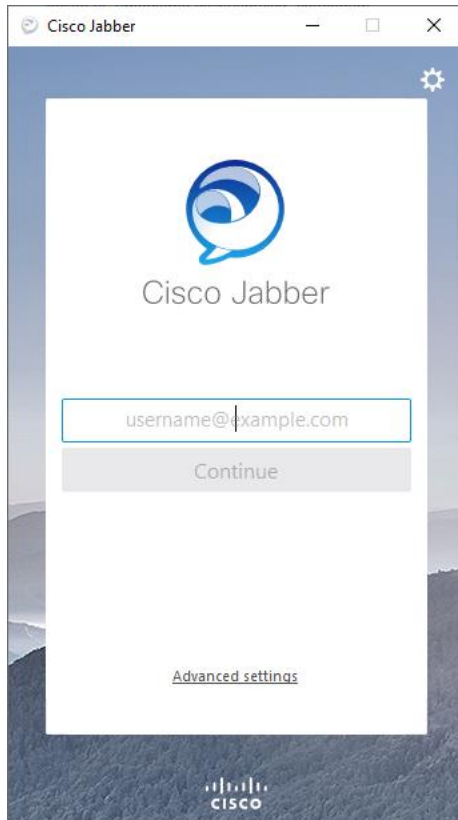 Cisco Jabber
Cisco Jabber
username@example.com
Continue
Advanced settings
CISCO